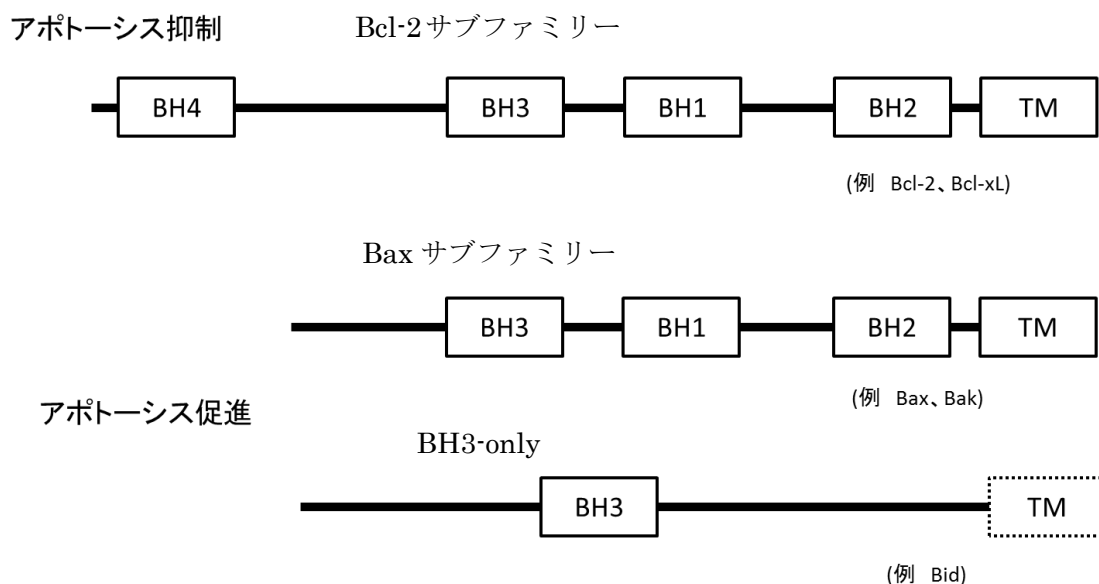 アポトーシス抑制 Bcl-2サブファミリー
BH4 BH3 BH1 BH2 TM
(例 Bcl-2、Bcl-xL)
Bax サブファミリー
BH3 BH1 BH2 TM
(例 Bax、Bak)
アポトーシス促進
BH3-only
BH3 TM
(例 Bid)